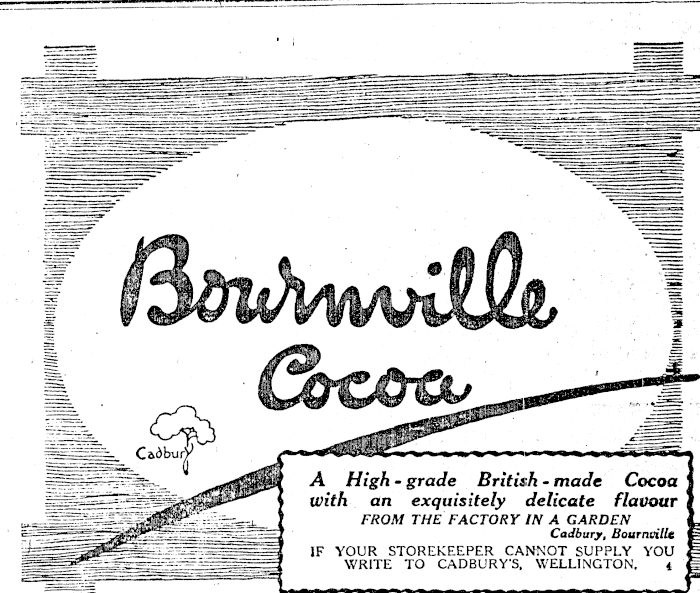 Bournville
Cocoa
Cadbury
A High-grade British-made Cocoa
with an exquisitely delicate flavour
FROM THE FACTORY IN A GARDEN
Cadbury, Bournville
IF YOUR STOREKEEPER CANNOT SUPPLY YOU
WRITE TO CADBURY'S, WELLINGTON. 4